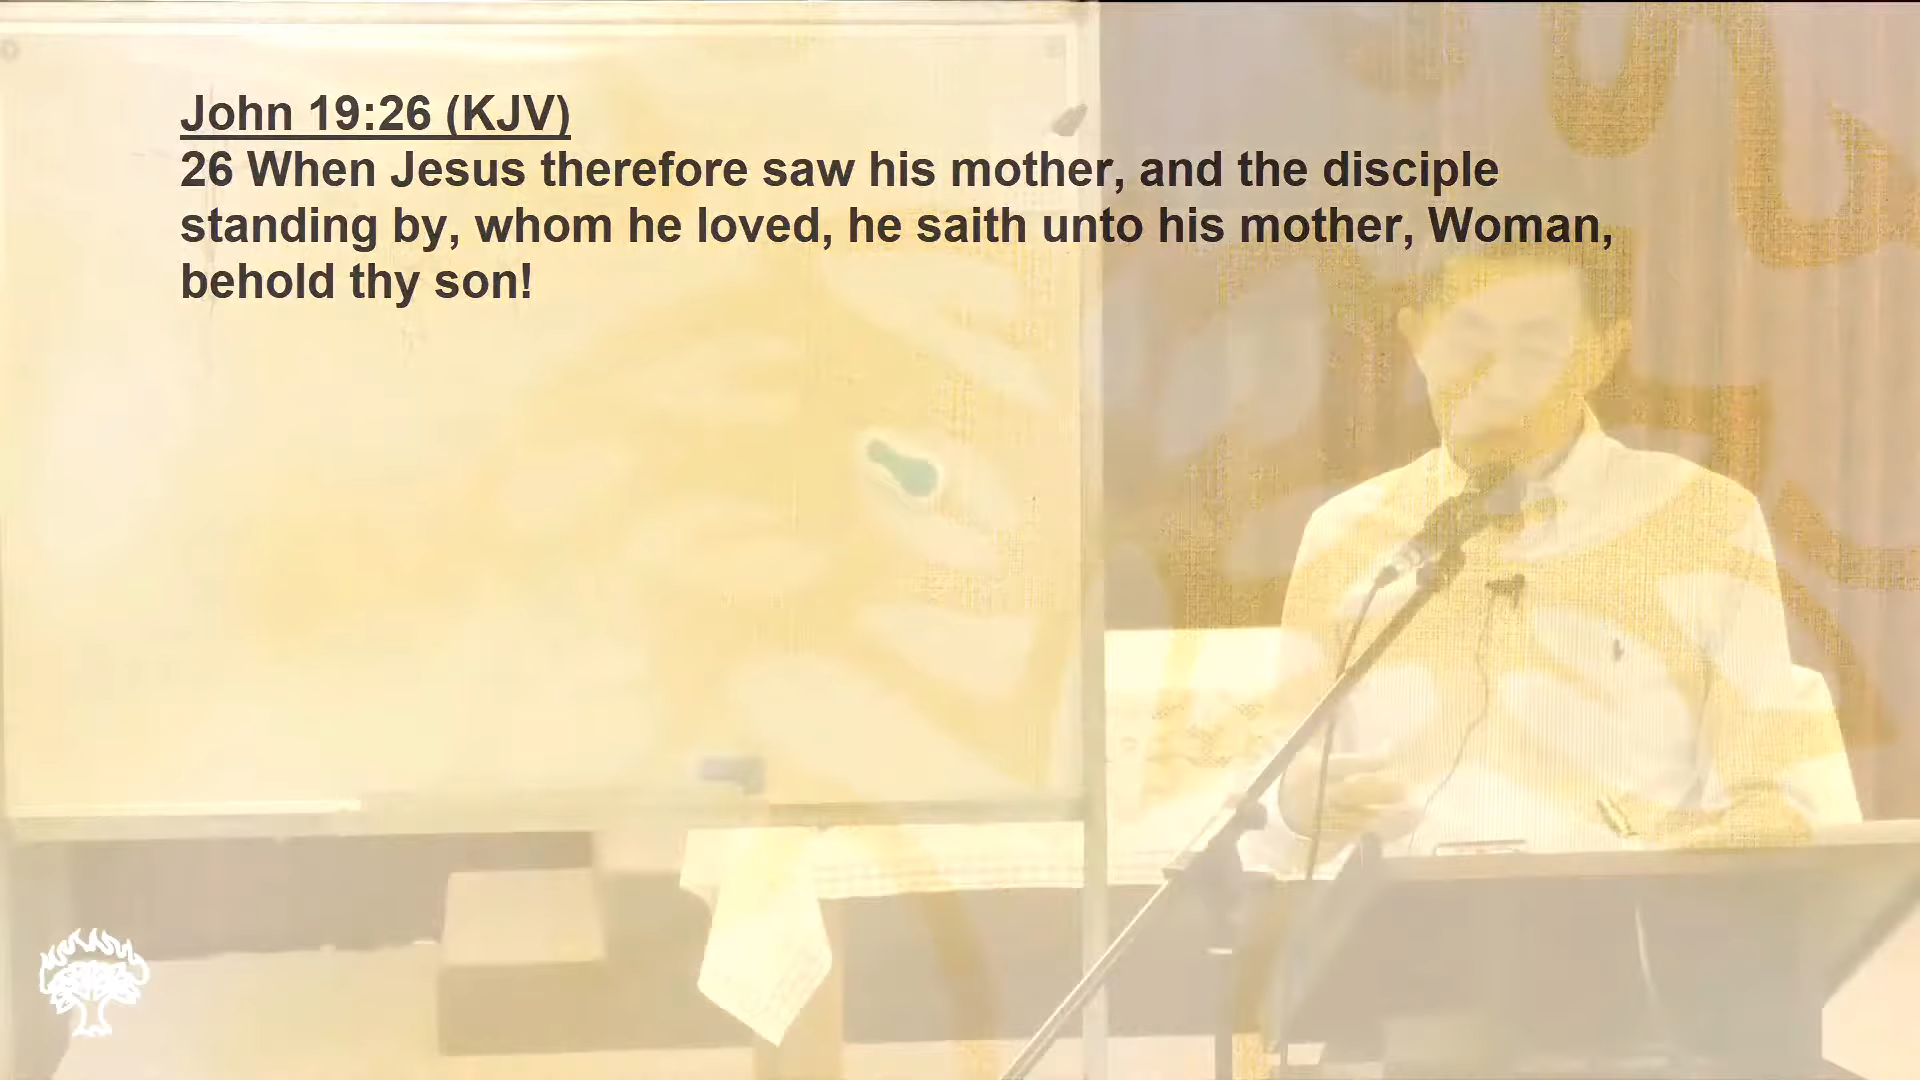 John 19:26 (KJV)
26 When Jesus therefore saw his mother, and the disciple
standing by, whom he loved, he saith unto his mother, Woman,
behold thy son!